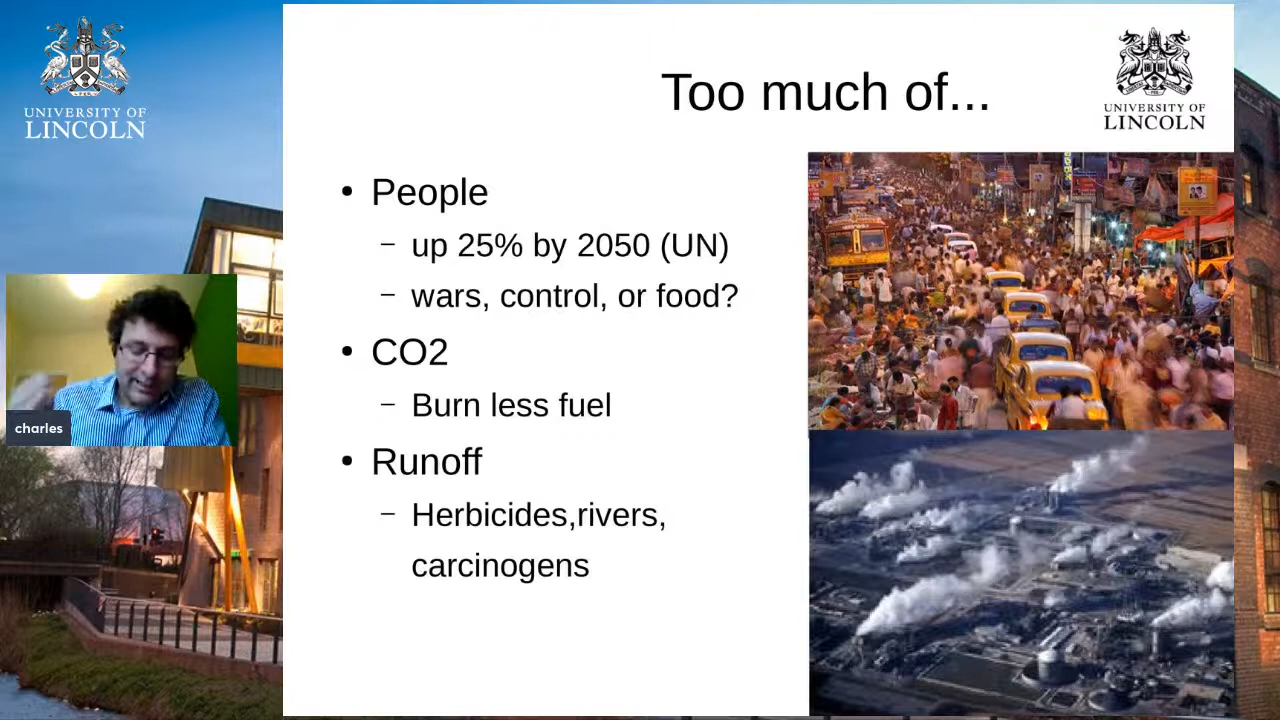 UNIVERSITY OF
LINCOLN
Too much of...
UNIVERSITY OF
LINCOLN
• People
– up 25% by 2050 (UN)
– wars, control, or food?
• CO2
– Burn less fuel
• Runoff
– Herbicides,rivers,
carcinogens
charles